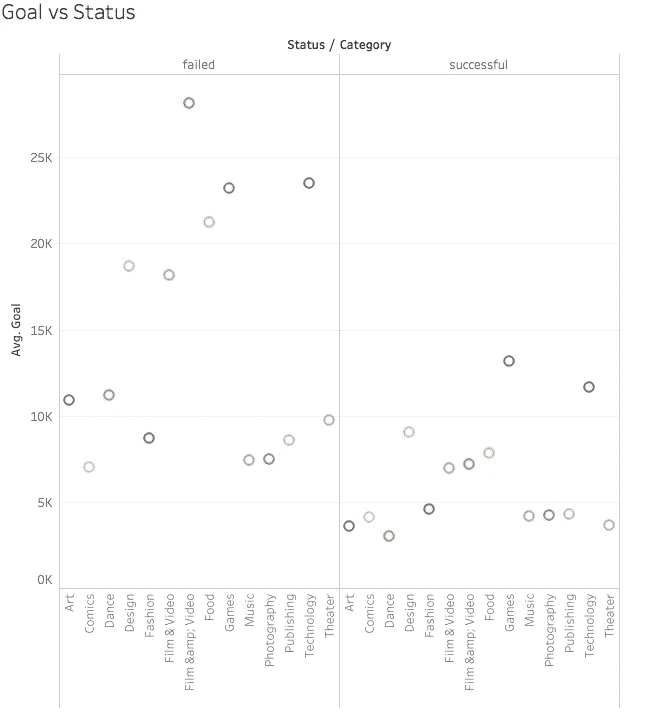 Goal vs Status
Status / Category
failed
successful
Avg. Goal
25K
20K
15K
10K
5K
0K
Art
Comics
Dance
Design
Fashion
Film & Video
Film &amp; Video
Food
Games
Music
Photography
Publishing
Technology
Theater
Art
Comics
Dance
Design
Fashion
Film & Video
Film &amp; Video
Food
Games
Music
Photography
Publishing
Technology
Theater